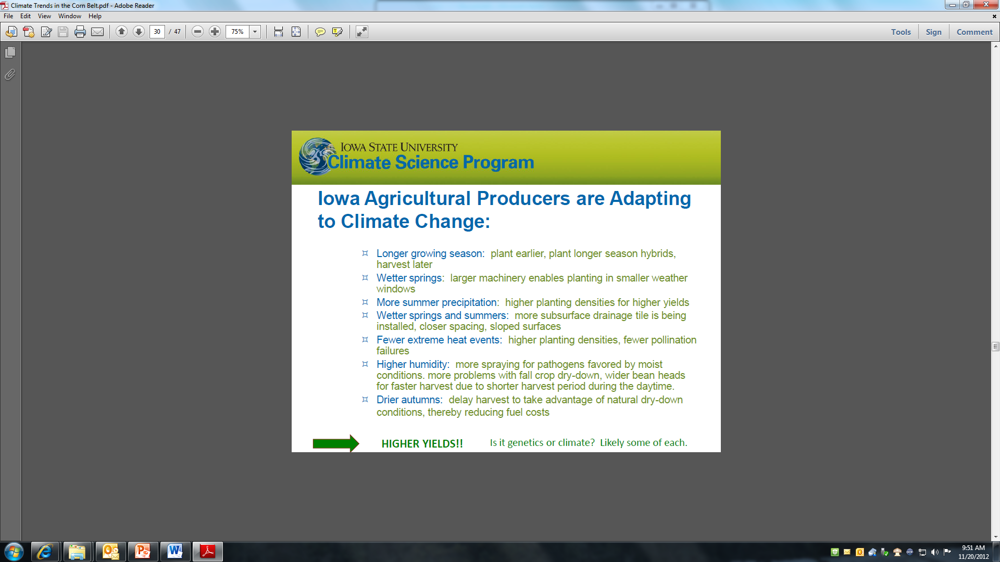 Climate Trends in the Corn Belt.pdf - Adobe Reader
File Edit View Window Help
30 / 47 75% Tools Sign Comment
IOWA STATE UNIVERSITY
Climate Science Program
Iowa Agricultural Producers are Adapting
to Climate Change:
Longer growing season: plant earlier, plant longer season hybrids,
harvest later
Wetter springs: larger machinery enables planting in smaller weather
windows
More summer precipitation: higher planting densities for higher yields
Wetter springs and summers: more subsurface drainage tile is being
installed, closer spacing, sloped surfaces
Fewer extreme heat events: higher planting densities, fewer pollination
failures
Higher humidity: more spraying for pathogens favored by moist
conditions. more problems with fall crop dry-down, wider bean heads
for faster harvest due to shorter harvest period during the daytime.
Drier autumns: delay harvest to take advantage of natural dry-down
conditions, thereby reducing fuel costs
HIGHER YIELDS!! Is it genetics or climate? Likely some of each.
9:51 AM
11/20/2012